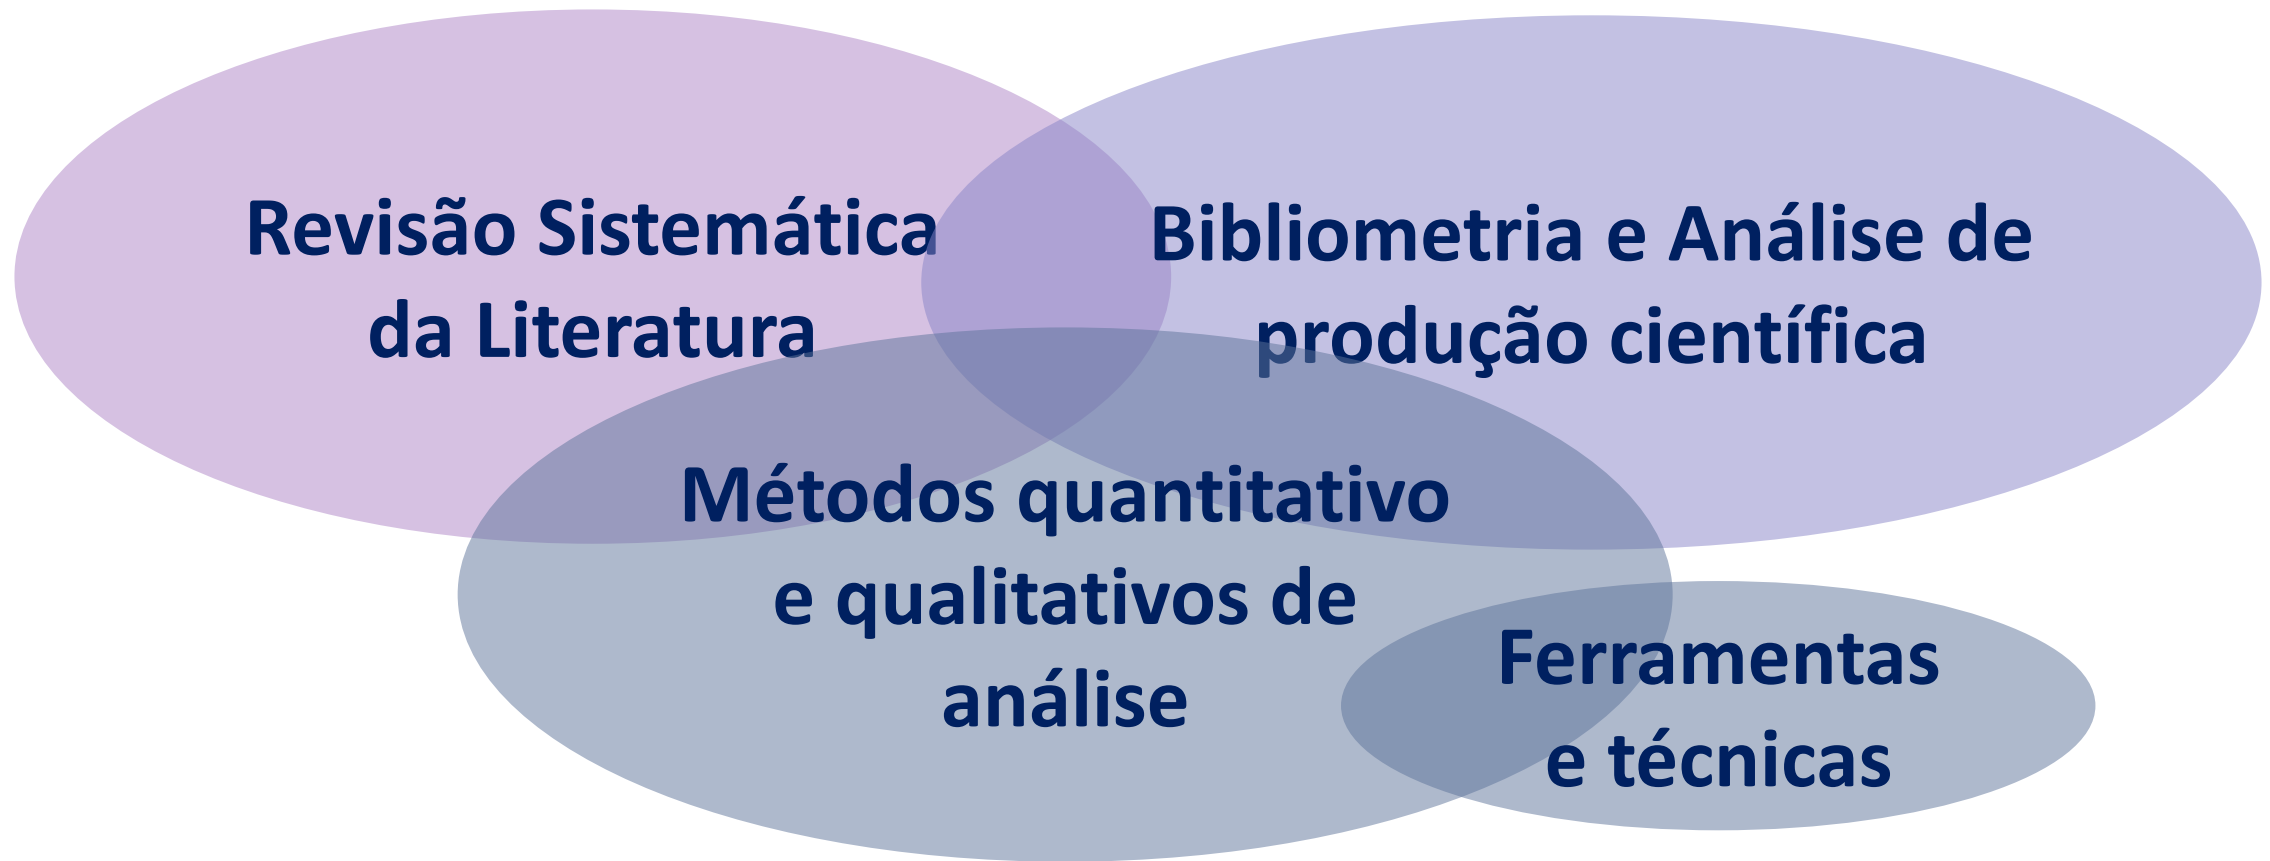 Revisão Sistemática
da Literatura
Bibliometria e Análise de
produção científica
Métodos quantitativo
e qualitativos de
análise
Ferramentas
e técnicas